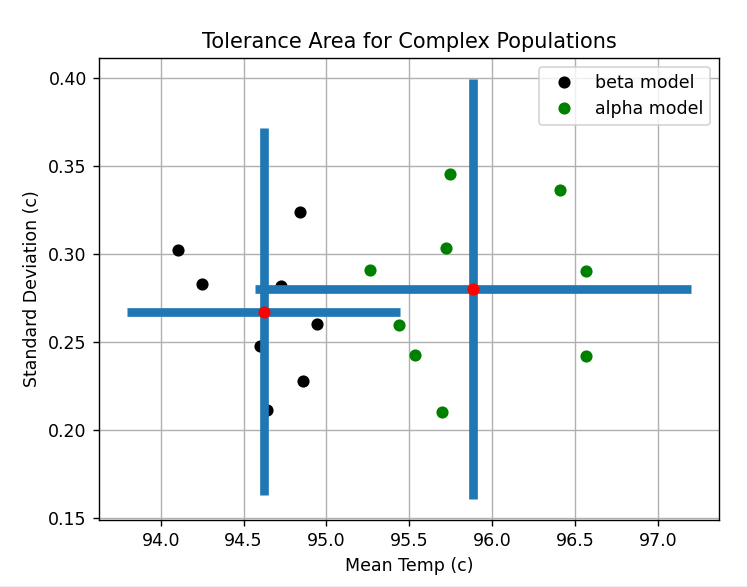 Tolerance Area for Complex Populations
beta model
alpha model
Standard Deviation (c)
0.40
0.35
0.30
0.25
0.20
0.15
94.0 94.5 95.0 95.5 96.0 96.5 97.0
Mean Temp (c)